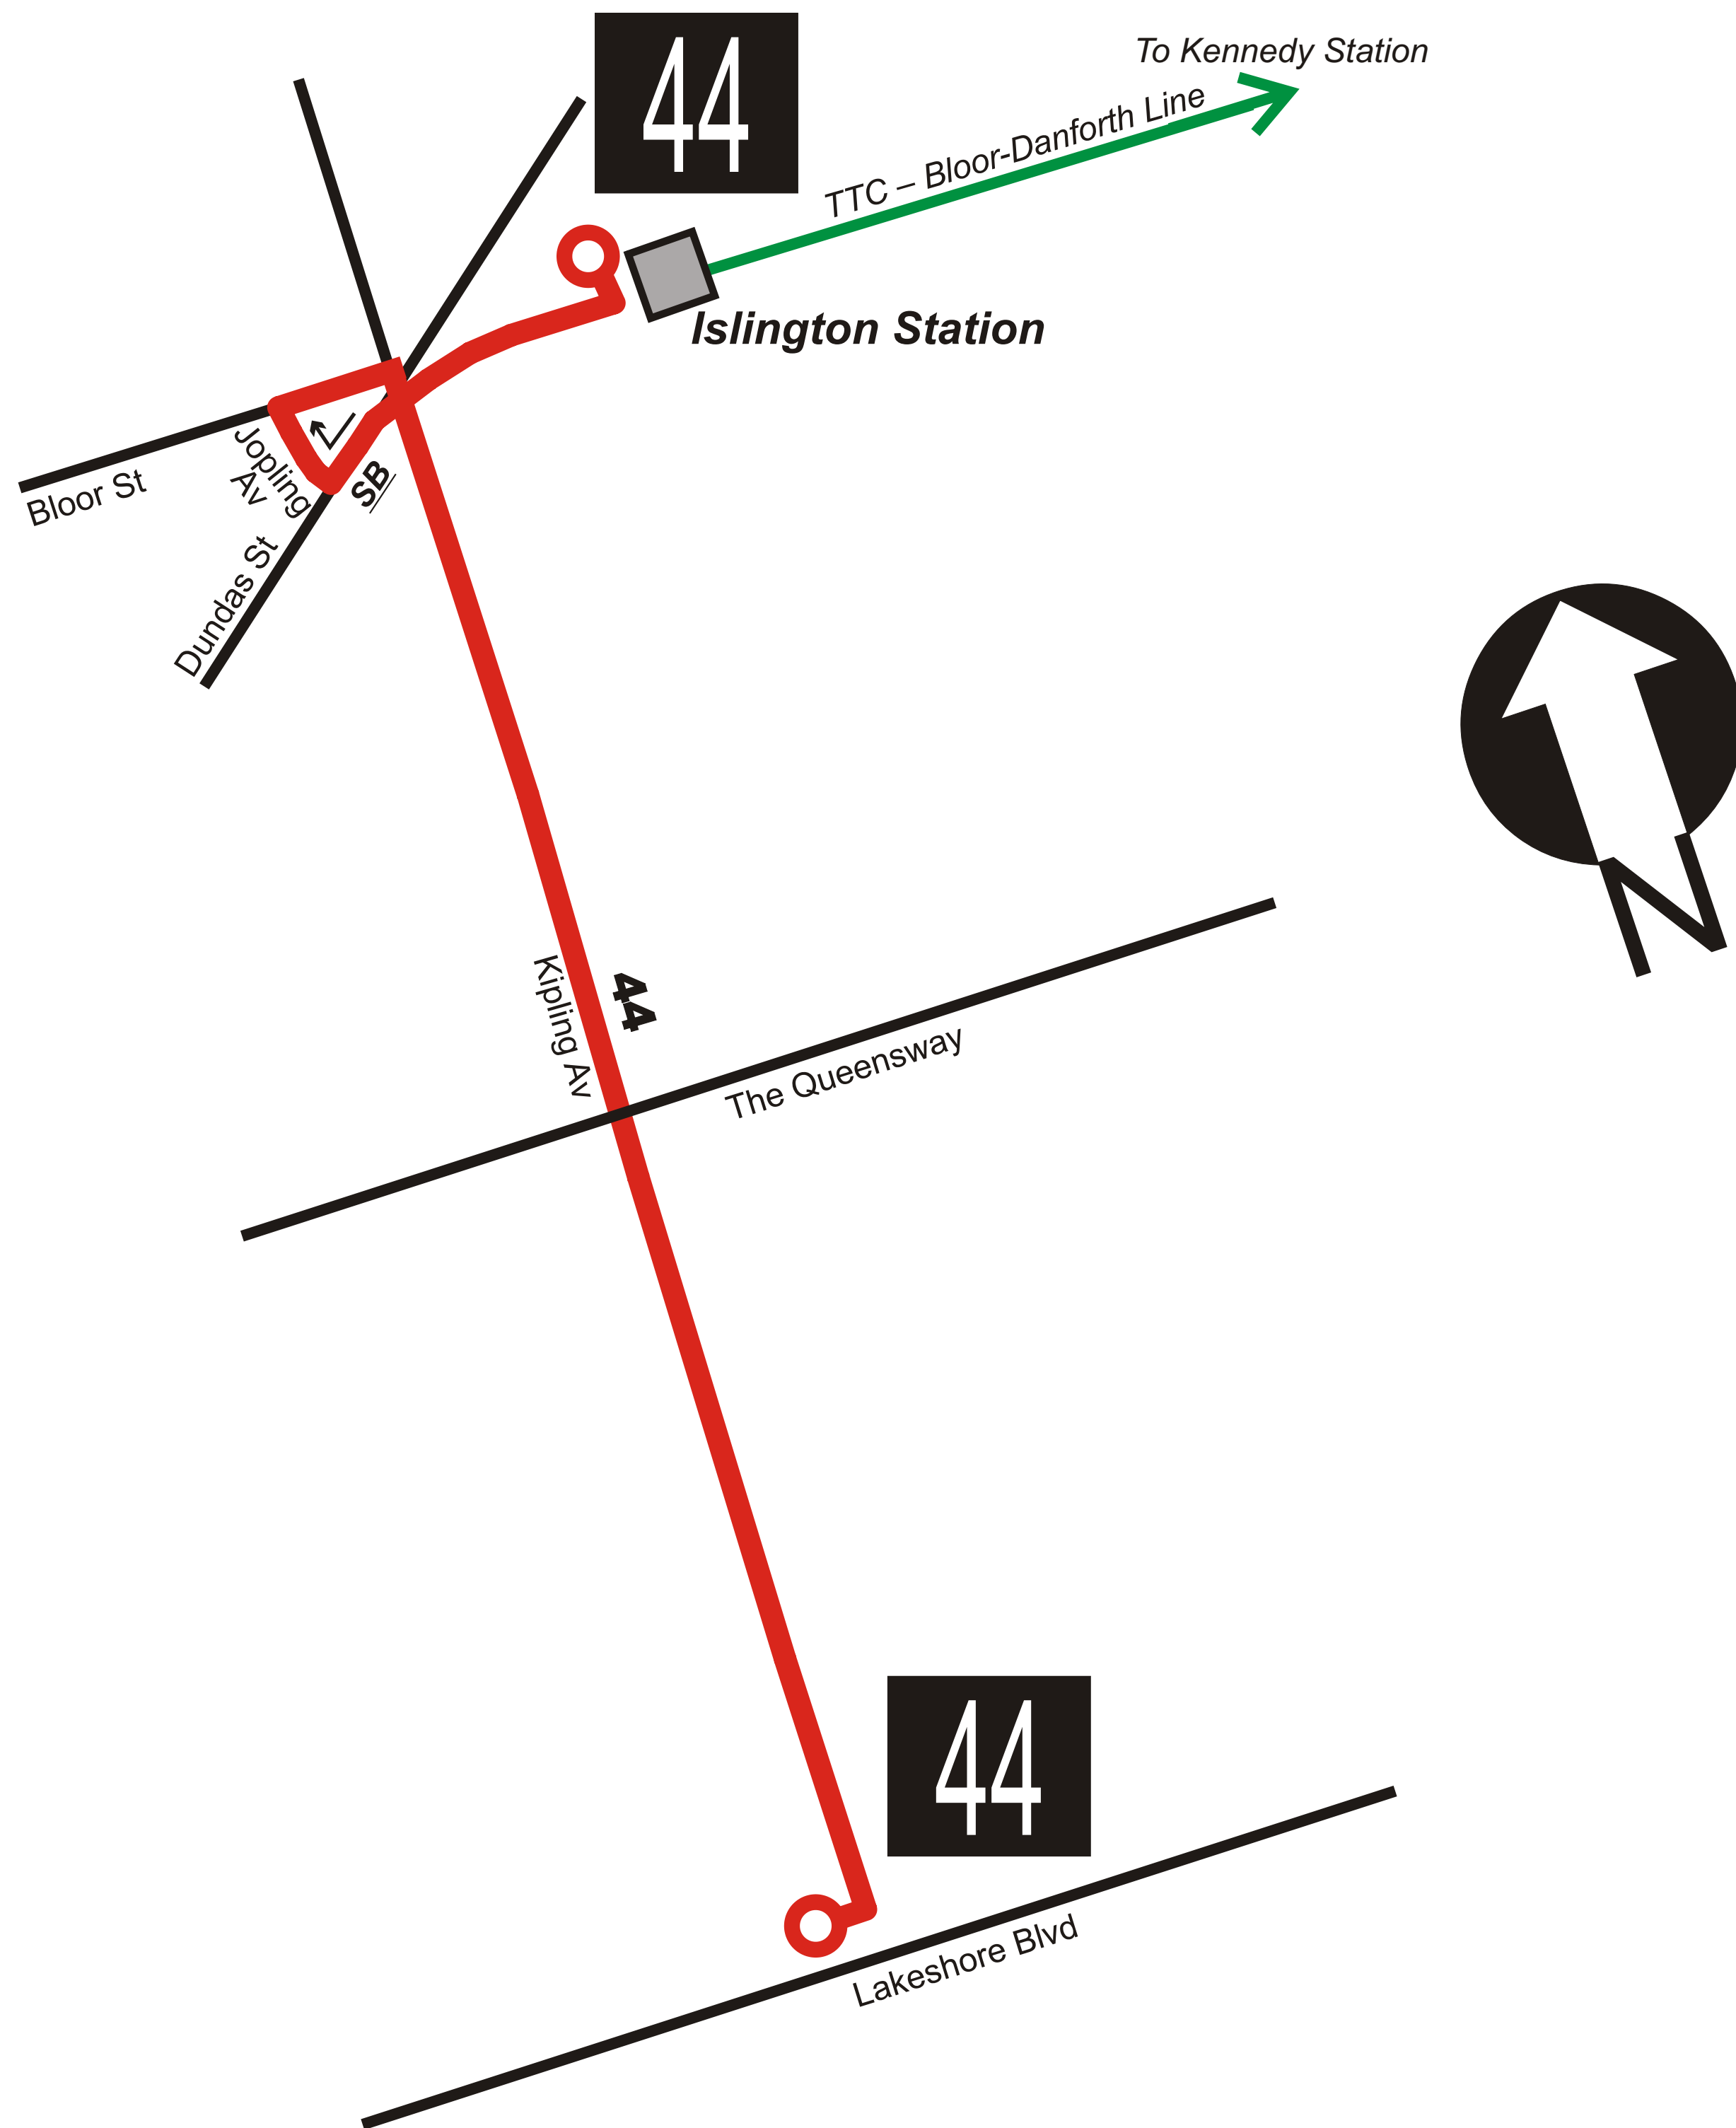 44
To Kennedy Station
TTC – Bloor-Danforth Line
Islington Station
Jopling
Av
SB
Bloor St
Dundas St
N
Kipling Av
44
The Queensway
44
Lakeshore Blvd